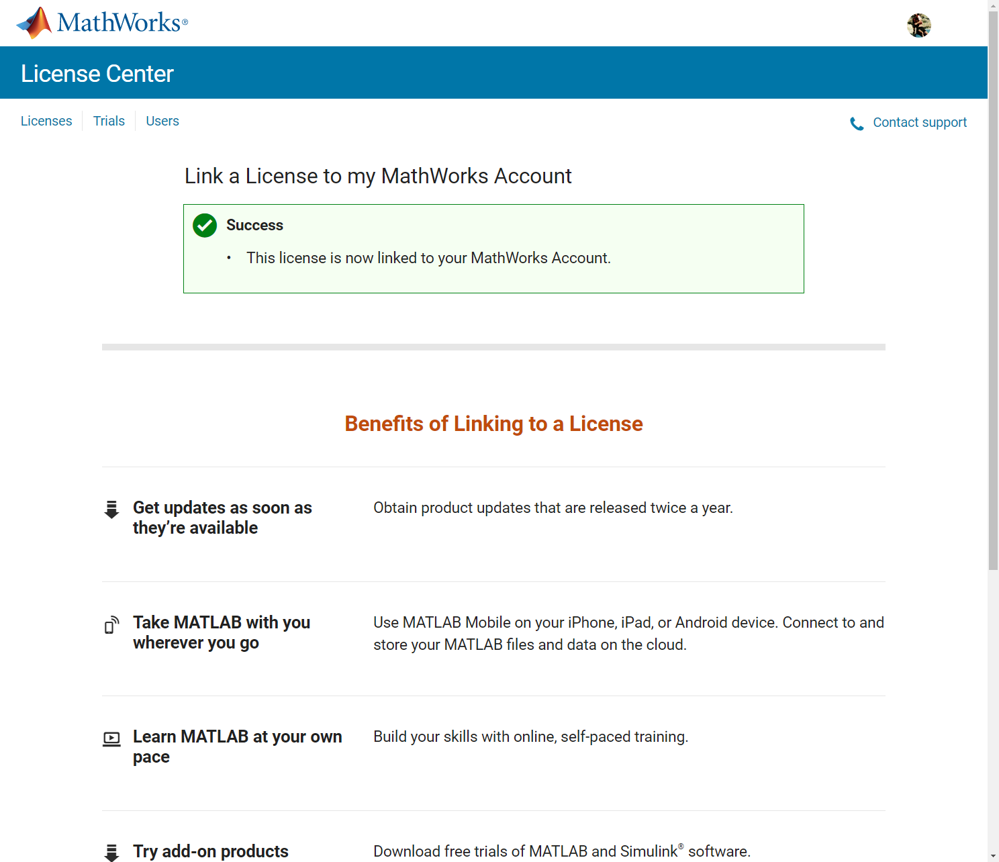 MathWorks®
License Center
Licenses
Trials
Users
Contact support
Link a License to my MathWorks Account
Success
• This license is now linked to your MathWorks Account.
Benefits of Linking to a License
Get updates as soon as
they’re available
Obtain product updates that are released twice a year.
Take MATLAB with you
wherever you go
Use MATLAB Mobile on your iPhone, iPad, or Android device. Connect to and
store your MATLAB files and data on the cloud.
Learn MATLAB at your own
pace
Build your skills with online, self-paced training.
Try add-on products
Download free trials of MATLAB and Simulink® software.